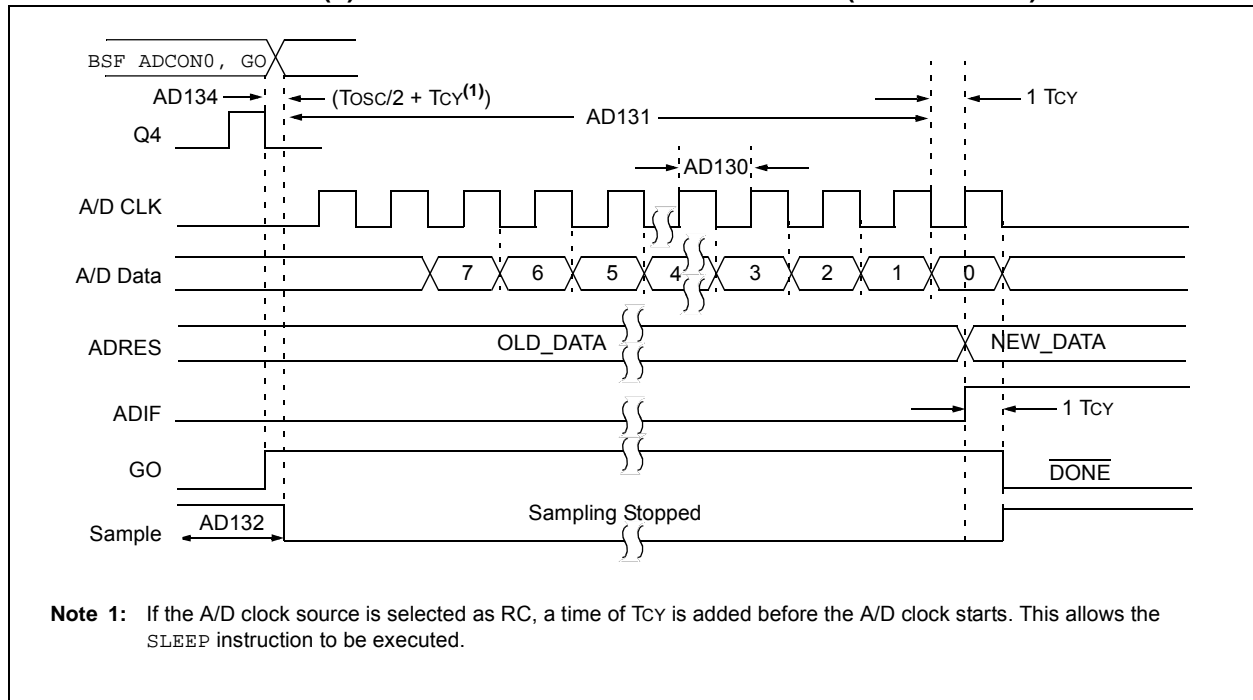 BSF ADCON0, GO
AD134
(TOSC/2 + TCY(1))
1 TCY
AD131
Q4
AD130
A/D CLK
A/D Data
7
6
5
4
3
2
1
0
ADRES
OLD_DATA
NEW_DATA
ADIF
1 TCY
GO
DONE
AD132
Sampling Stopped
Sample
Note 1: If the A/D clock source is selected as RC, a time of TCY is added before the A/D clock starts. This allows the
SLEEP instruction to be executed.